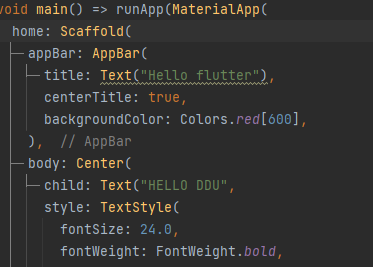 void main() => runApp(MaterialApp(
home: Scaffold(
appBar: AppBar(
title: Text("Hello flutter"),
centerTitle: true,
backgroundColor: Colors.red[600],
), // AppBar
body: Center(
child: Text("HELLO DDU",
style: TextStyle(
fontSize: 24.0,
fontWeight: FontWeight.bold,